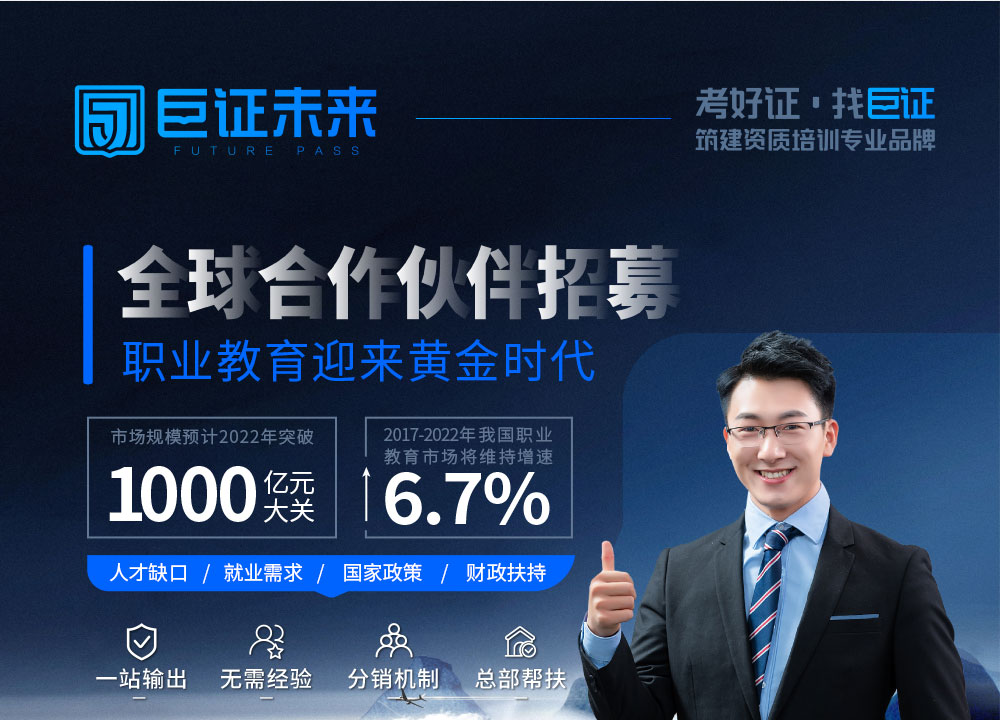 巨证未来
FUTURE PASS
考好证·找巨证
筑建资质培训专业品牌
全球合作伙伴招募
职业教育迎来黄金时代
市场规模预计2022年突破
1000亿元大关
2017-2022年我国职业
教育市场将维持增速
6.7%
人才缺口 / 就业需求 / 国家政策 / 财政扶持
一站输出 无需经验 分销机制 总部帮扶